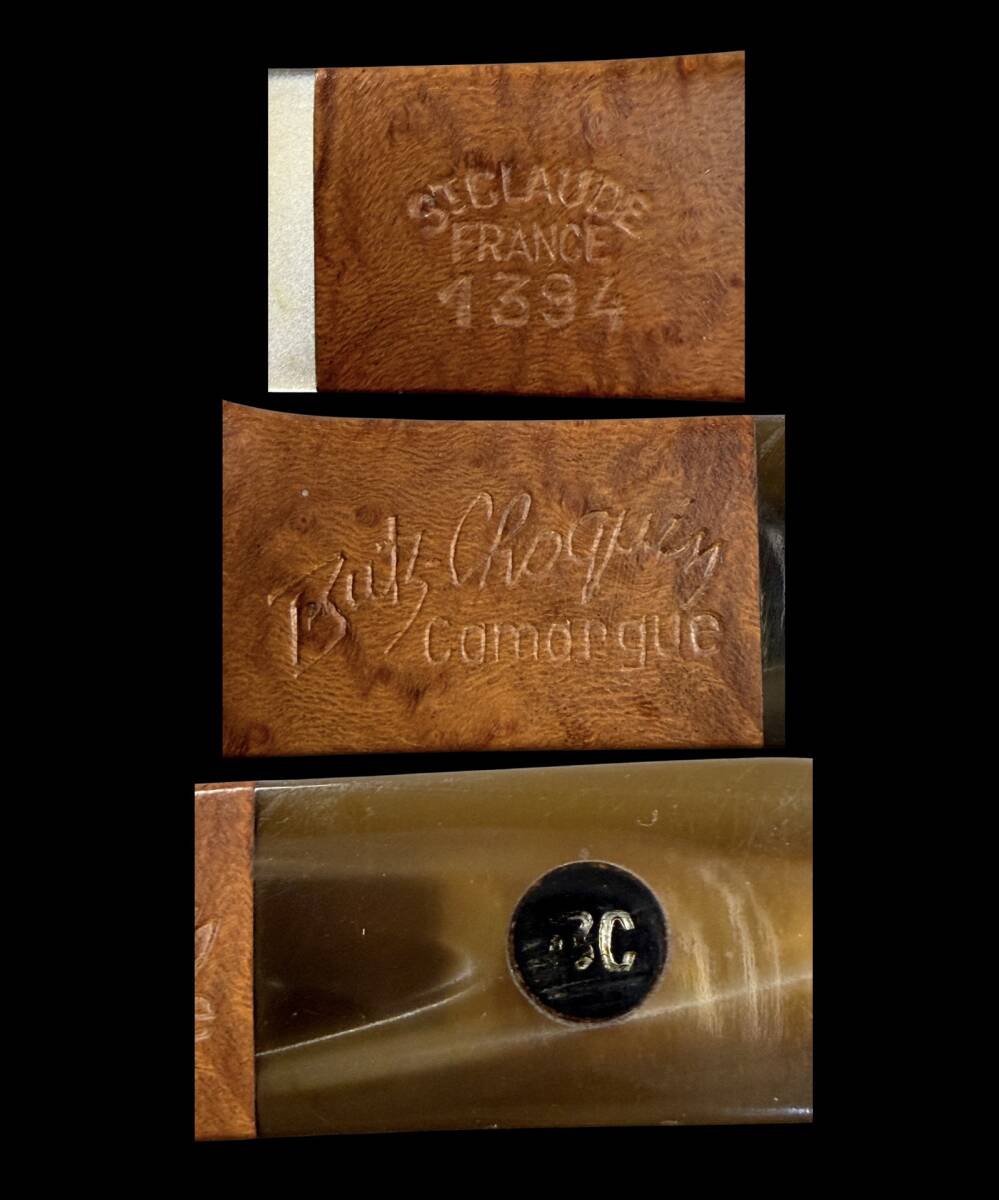 ST CLAUDE
FRANCE
1394
Butz-Choquin
Camargue
BC